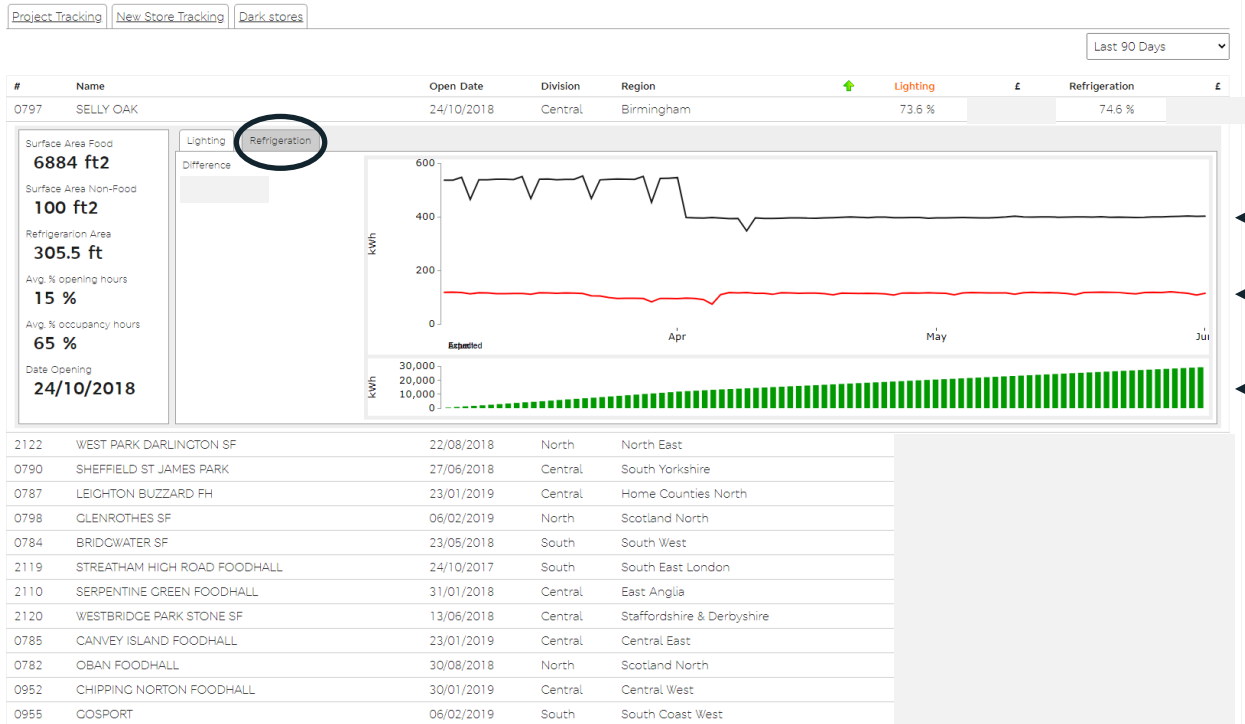 Project Tracking New Store Tracking Dark stores
Last 90 Days
# Name Open Date Division Region Lighting £ Refrigeration £
0797 SELLY OAK 24/10/2018 Central Birmingham 73.6 % 74.6 %
Surface Area Food
6884 ft2
Surface Area Non-Food
100 ft2
Refrigerarion Area
305.5 ft
Avg. % opening hours
15 %
Avg. % occupancy hours
65 %
Date Opening
24/10/2018
Lighting Refrigeration
Difference
600
400
200
0
kWh
Apr May Jun
30,000
20,000
10,000
0
kWh
2122 WEST PARK DARLINGTON SF 22/08/2018 North North East
0790 SHEFFIELD ST JAMES PARK 27/06/2018 Central South Yorkshire
0787 LEIGHTON BUZZARD FH 23/01/2019 Central Home Counties North
0798 GLENROTHES SF 06/02/2019 North Scotland North
0784 BRIDGWATER SF 23/05/2018 South South West
2119 STREATHAM HIGH ROAD FOODHALL 24/10/2017 South South East London
2110 SERPENTINE GREEN FOODHALL 31/01/2018 Central East Anglia
2120 WESTBRIDGE PARK STONE SF 13/06/2018 Central Staffordshire & Derbyshire
0785 CANVEY ISLAND FOODHALL 23/01/2019 Central Central East
0782 OBAN FOODHALL 30/08/2018 North Scotland North
0952 CHIPPING NORTON FOODHALL 30/01/2019 Central Central West
0955 GOSPORT 06/02/2019 South South Coast West